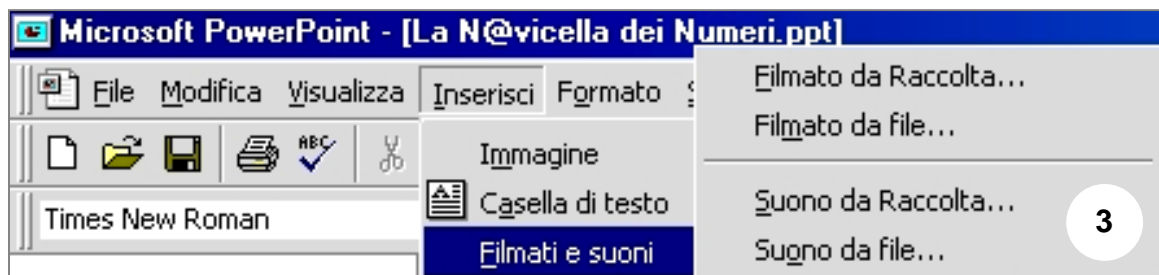 Microsoft PowerPoint - [La N@vicella dei Numeri.ppt]
File Modifica Visualizza Inserisci Formato
ABC
Times New Roman
Immagine
Casella di testo
Filmati e suoni
Filmato da Raccolta...
Filmato da file...
Suono da Raccolta...
Suono da file...
3